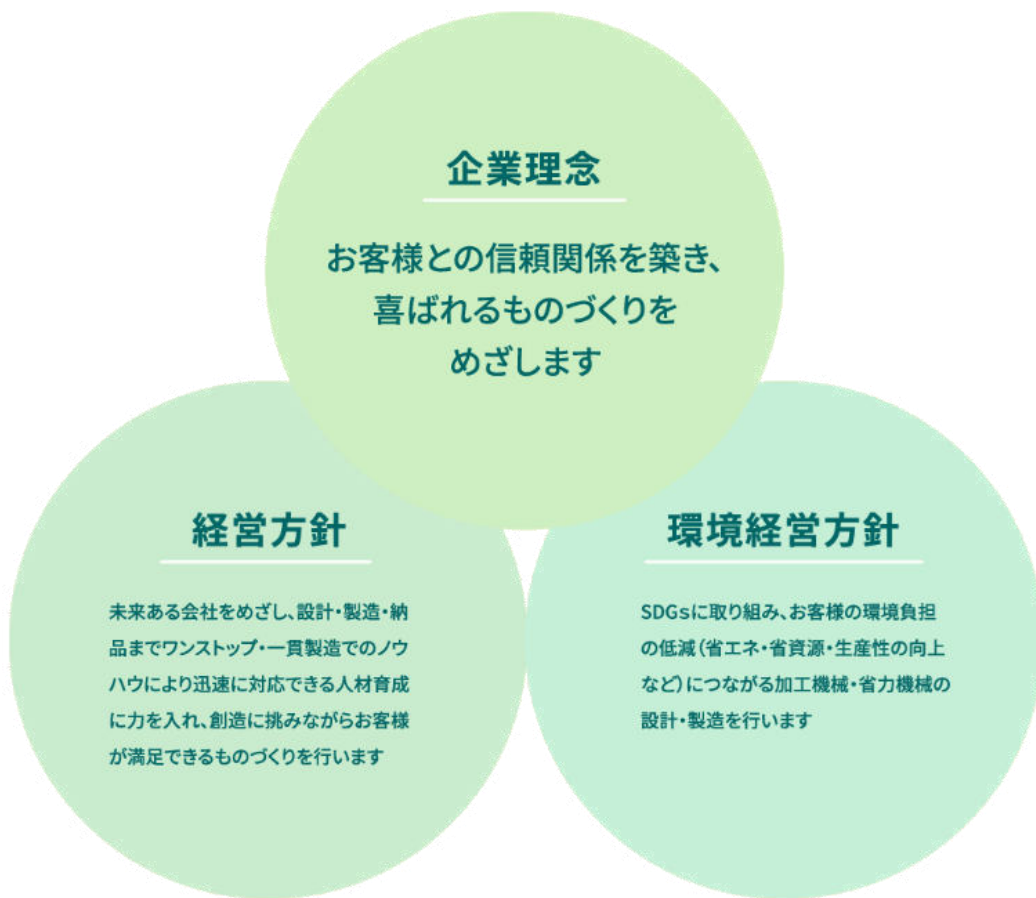 企業理念
お客様との信頼関係を築き、
喜ばれるものづくりを
めざします
経営方針
未来ある会社をめざし、設計・製造・納
品までワンストップ・一貫製造でのノウ
ハウにより迅速に対応できる人材育成
に力を入れ、創造に挑みながらお客様
が満足できるものづくりを行います
環境経営方針
SDGsに取り組み、お客様の環境負担
の低減（省エネ・省資源・生産性の向上
など）につながる加工機械・省力機械の
設計・製造を行います